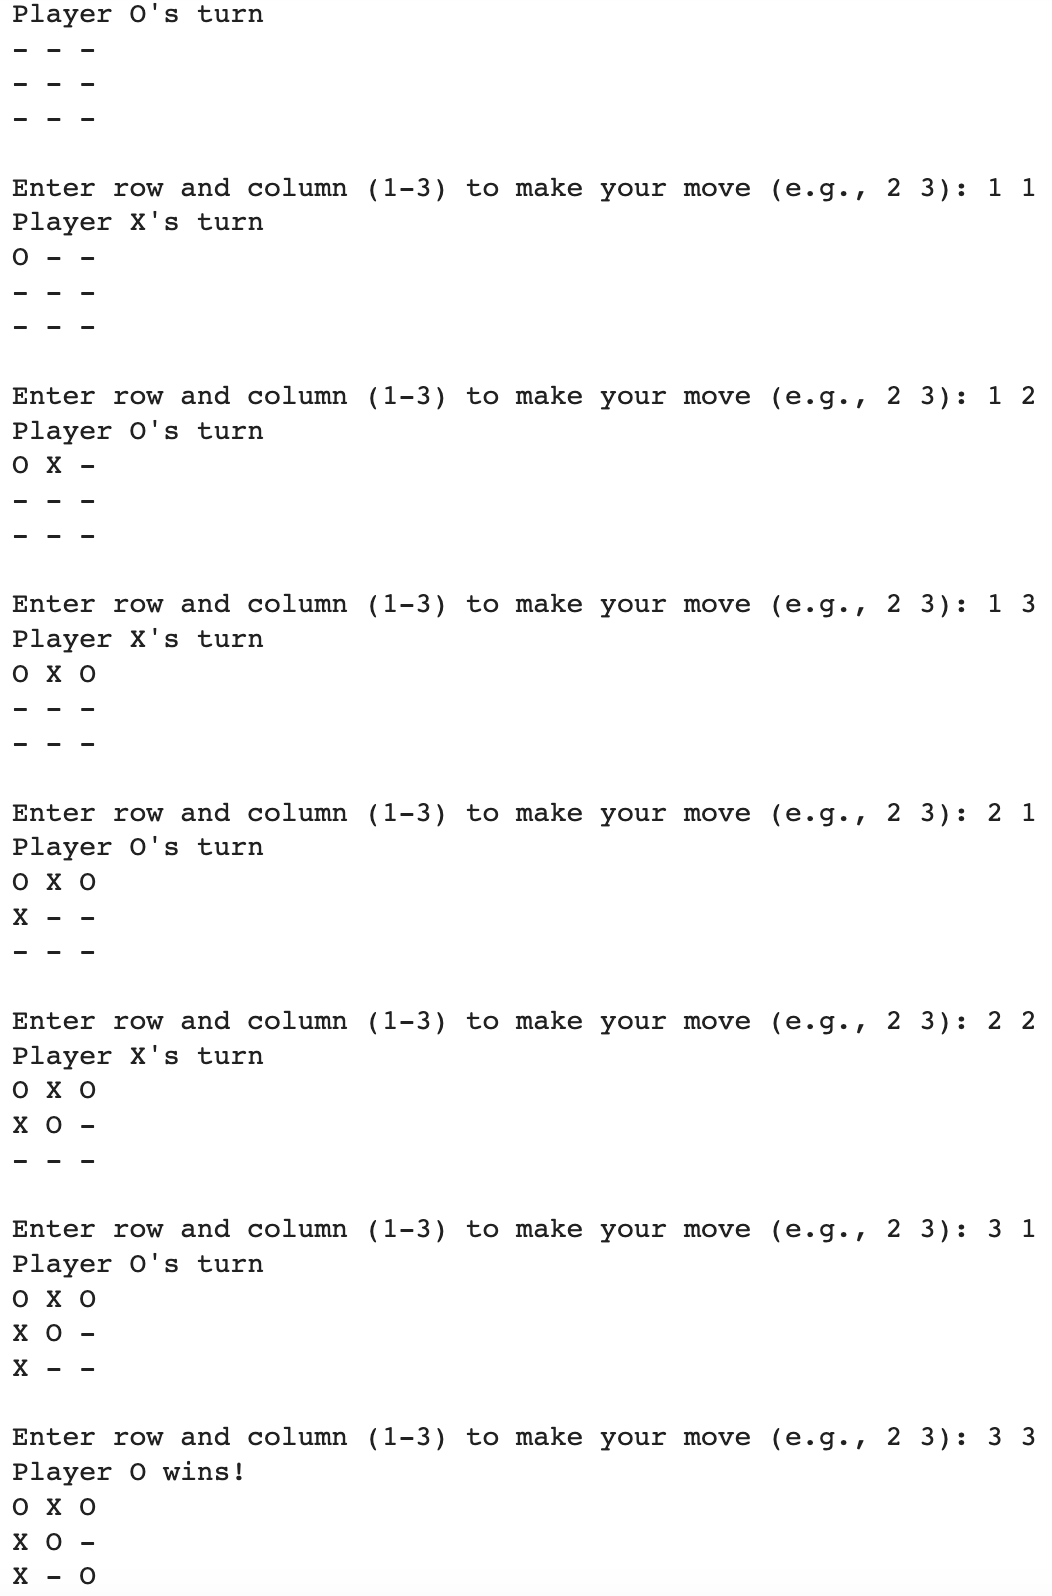 Player O's turn
- - -
- - -
- - -
Enter row and column (1-3) to make your move (e.g., 2 3): 1 1
Player X's turn
O - -
- - -
- - -
Enter row and column (1-3) to make your move (e.g., 2 3): 1 2
Player O's turn
O X -
- - -
- - -
Enter row and column (1-3) to make your move (e.g., 2 3): 1 3
Player X's turn
O X O
- - -
- - -
Enter row and column (1-3) to make your move (e.g., 2 3): 2 1
Player O's turn
O X O
X - -
- - -
Enter row and column (1-3) to make your move (e.g., 2 3): 2 2
Player X's turn
O X O
X O -
- - -
Enter row and column (1-3) to make your move (e.g., 2 3): 3 1
Player O's turn
O X O
X O -
X - -
Enter row and column (1-3) to make your move (e.g., 2 3): 3 3
Player O wins!
O X O
X O -
X - O